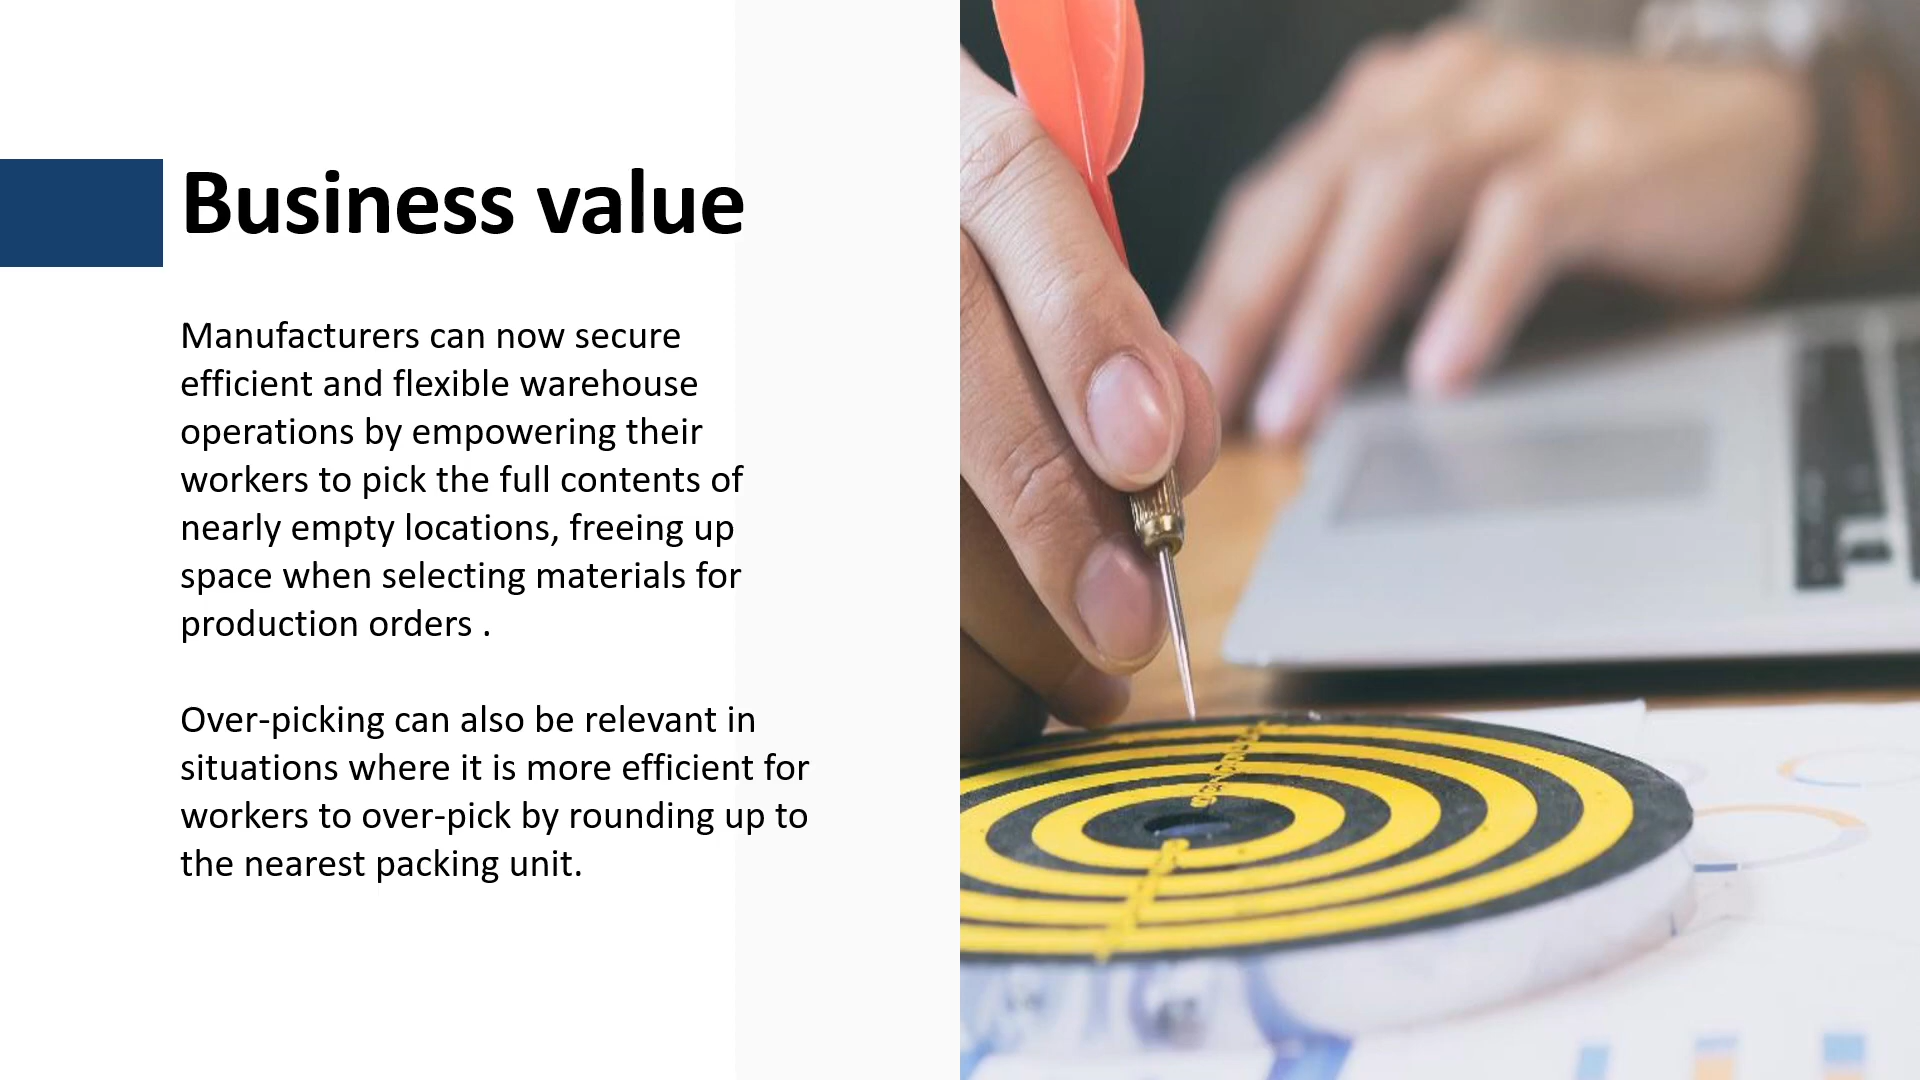 Business value
Manufacturers can now secure
efficient and flexible warehouse
operations by empowering their
workers to pick the full contents of
nearly empty locations, freeing up
space when selecting materials for
production orders .
Over-picking can also be relevant in
situations where it is more efficient for
workers to over-pick by rounding up to
the nearest packing unit.